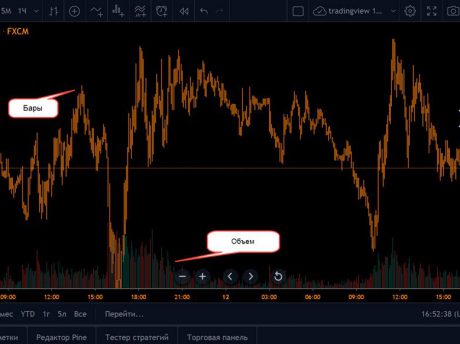 5М 1Ч
tradingview 1...
· FXCM
Бары
Объем
09:00 12:00 15:00 18:00 21:00 12 03:00 06:00 09:00 12:00 15:00
мес YTD 1г 5л Все Перейти... 16:52:38 (
Редактор Pine Тестер стратегий Торговая панель